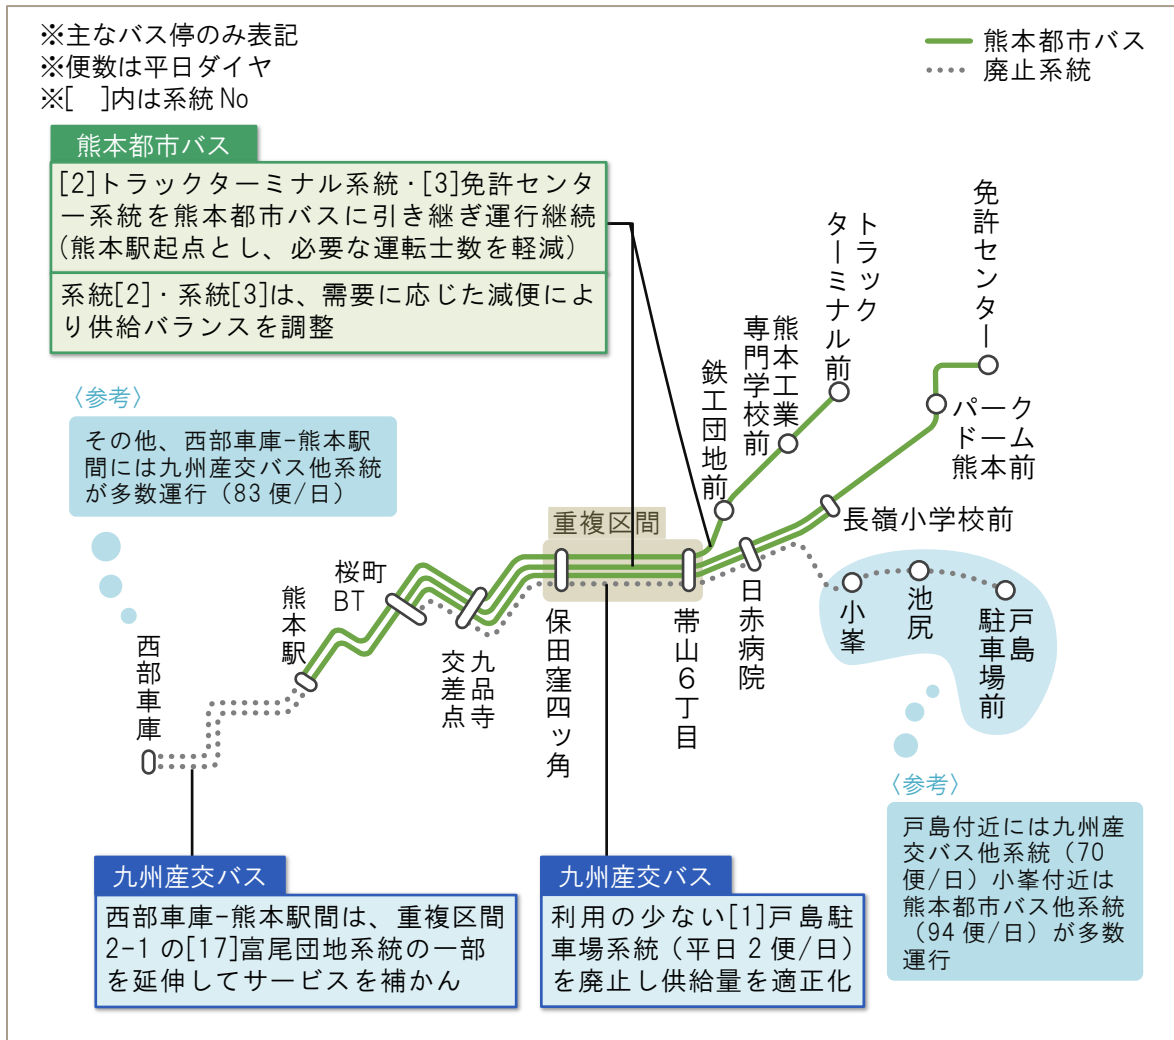 ※主なバス停のみ表記
※便数は平日ダイヤ
※[　]内は系統No
熊本都市バス
廃止系統
熊本都市バス
[2]トラックターミナル系統・[3]免許センタ
ー系統を熊本都市バスに引き継ぎ運行継続
(熊本駅起点とし、必要な運転士数を軽減)
系統[2]・系統[3]は、需要に応じた減便によ
り供給バランスを調整
〈参考〉
その他、西部車庫-熊本駅
間には九州産交バス他系統
が多数運行（83便/日）
西部車庫
熊本駅
桜町
BT
九品寺
交差点
重複区間
保田窪四ッ角
帯山6丁目
日赤病院
鉄工団地前
熊本工業
専門学校前
トラック
ターミナル前
免許センター
パーク
ドーム
熊本前
長嶺小学校前
小峯
池尻
戸島
駐車場前
〈参考〉
戸島付近には九州産
交バス他系統（70
便/日）小峯付近は
熊本都市バス他系統
（94便/日）が多数
運行
九州産交バス
西部車庫-熊本駅間は、重複区間
2-1の[17]富尾団地系統の一部
を延伸してサービスを補かん
九州産交バス
利用の少ない[1]戸島駐
車場系統（平日2便/日）
を廃止し供給量を適正化